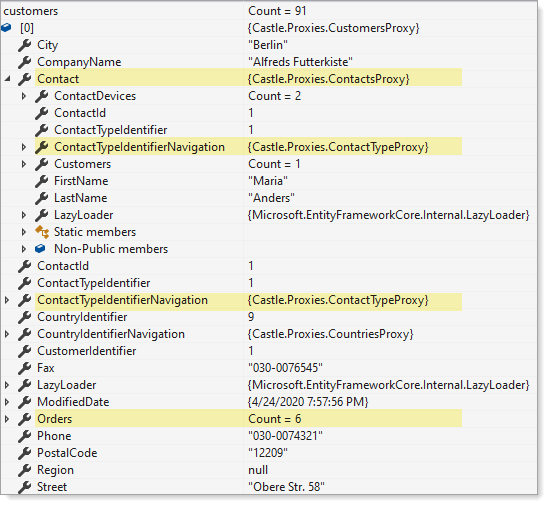 customers Count = 91
[0] {Castle.Proxies.CustomersProxy}
City "Berlin"
CompanyName "Alfreds Futterkiste"
Contact {Castle.Proxies.ContactsProxy}
ContactDevices Count = 2
ContactId 1
ContactTypeIdentifier 1
ContactTypeIdentifierNavigation {Castle.Proxies.ContactTypeProxy}
Customers Count = 1
FirstName "Maria"
LastName "Anders"
LazyLoader {Microsoft.EntityFrameworkCore.Internal.LazyLoader}
Static members
Non-Public members
ContactId 1
ContactTypeIdentifier 1
ContactTypeIdentifierNavigation {Castle.Proxies.ContactTypeProxy}
CountryIdentifier 9
CountryIdentifierNavigation {Castle.Proxies.CountriesProxy}
CustomerIdentifier 1
Fax "030-0076545"
LazyLoader {Microsoft.EntityFrameworkCore.Internal.LazyLoader}
ModifiedDate {4/24/2020 7:57:56 PM}
Orders Count = 6
Phone "030-0074321"
PostalCode "12209"
Region null
Street "Obere Str. 58"